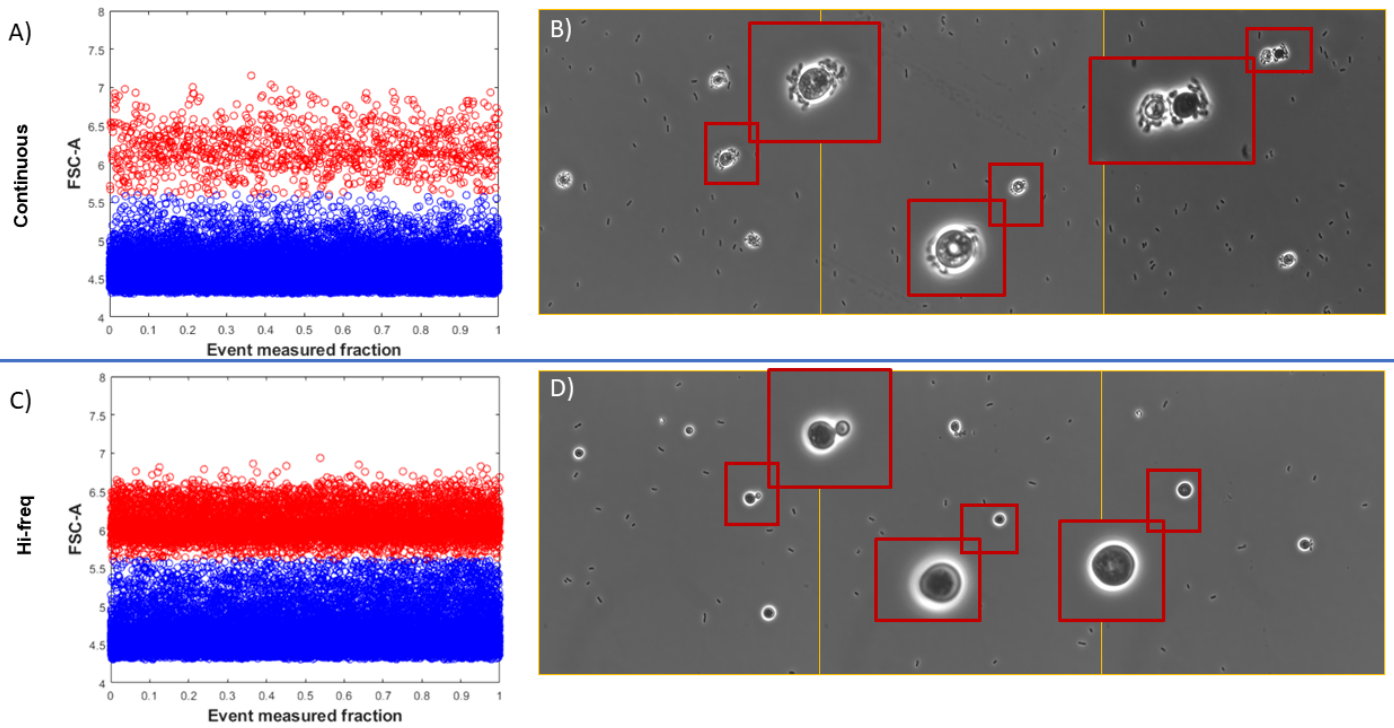 A)
Continuous
FSC-A
8
7.5
7
6.5
6
5.5
5
4.5
4
0 0.1 0.2 0.3 0.4 0.5 0.6 0.7 0.8 0.9 1
Event measured fraction
B)
C)
Hi-freq
FSC-A
8
7.5
7
6.5
6
5.5
5
4.5
4
0 0.1 0.2 0.3 0.4 0.5 0.6 0.7 0.8 0.9 1
Event measured fraction
D)